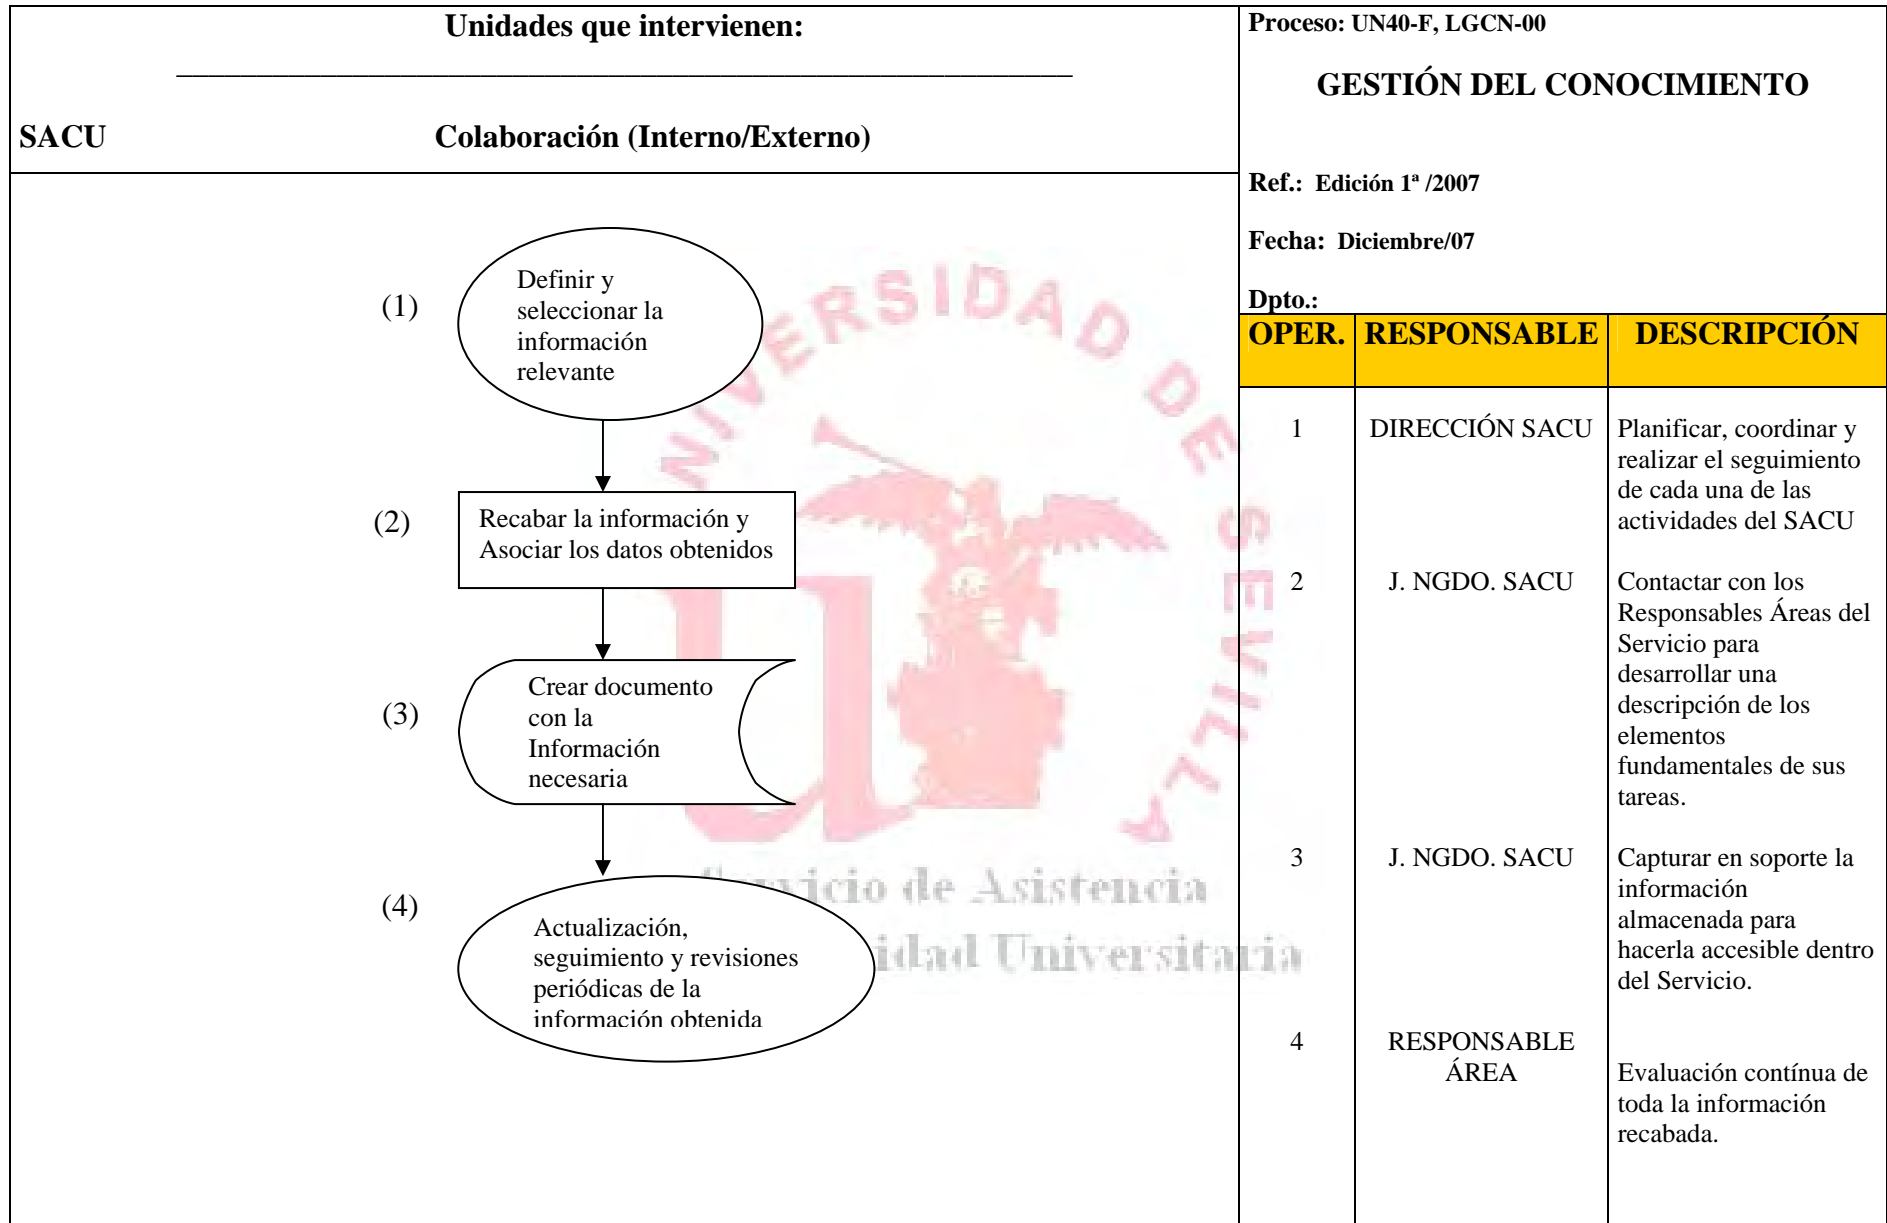 Unidades que intervienen:
SACU Colaboración (Interno/Externo)
Proceso: UN40-F, LGCN-00
GESTIÓN DEL CONOCIMIENTO
Ref.: Edición 1ª /2007
Fecha: Diciembre/07
Dpto.:
(1)
Definir y
seleccionar la
información
relevante
(2)
Recabar la información y
Asociar los datos obtenidos
(3)
Crear documento
con la
Información
necesaria
(4)
Actualización,
seguimiento y revisiones
periódicas de la
información obtenida
OPER. RESPONSABLE DESCRIPCIÓN
1 DIRECCIÓN SACU Planificar, coordinar y
realizar el seguimiento
de cada una de las
actividades del SACU
2 J. NGDO. SACU Contactar con los
Responsables Áreas del
Servicio para
desarrollar una
descripción de los
elementos
fundamentales de sus
tareas.
3 J. NGDO. SACU Capturar en soporte la
información
almacenada para
hacerla accesible dentro
del Servicio.
4 RESPONSABLE
ÁREA
Evaluación contínua de
toda la información
recabada.
DE SEVILLA
de Asistencia
Universitaria